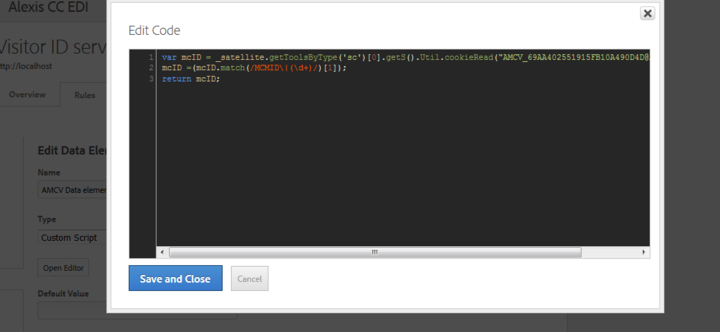 Alexis CC EDI
Visitor ID serv
ttp://localhost
Overview
Rules
Edit Data Elem
Name
AMCV Data elemen
Type
Custom Script
Open Editor
Default Value
Edit Code
1 var mcID = _satellite.getToolsByType('sc')[0].getS().Util.cookieRead("AMCV_69AA402551915FB10A490D4D@
2 mcID =(mcID.match(/MCMID\|(\d+)/)[1]);
3 return mcID;
Save and Close
Cancel